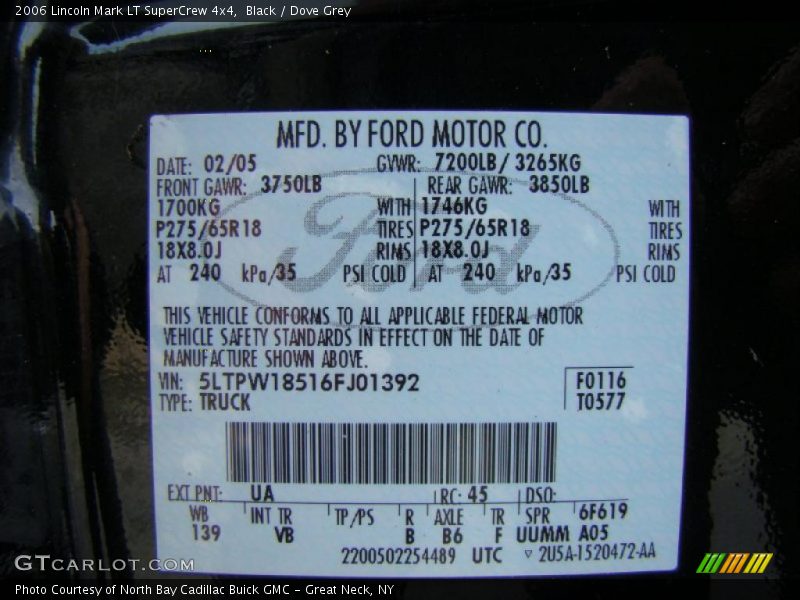 2006 Lincoln Mark LT SuperCrew 4x4,  Black / Dove Grey
MFD. BY FORD MOTOR CO.
DATE: 02/05 GVWR: 7200LB / 3265KG
FRONT GAWR: 3750LB REAR GAWR: 3850LB
1700KG WITH 1746KG WITH
P275/65R18 TIRES P275/65R18 TIRES
18X8.0J RIMS 18X8.0J RIMS
AT 240 kPa/35 PSI COLD AT 240 kPa/35 PSI COLD
Ford
THIS VEHICLE CONFORMS TO ALL APPLICABLE FEDERAL MOTOR
VEHICLE SAFETY STANDARDS IN EFFECT ON THE DATE OF
MANUFACTURE SHOWN ABOVE.
VIN: 5LTPW18516FJ01392 F0116
TYPE: TRUCK T0577
EXT PNT: UA RC: 45 DSO:
WB INT TR TP/PS R AXLE TR SPR 6F619
139 VB B B6 F UUMM A05
2200502254489 UTC ▽ 2U5A-1520472-AA
GTCARLOT.COM
Photo Courtesy of North Bay Cadillac Buick GMC - Great Neck, NY